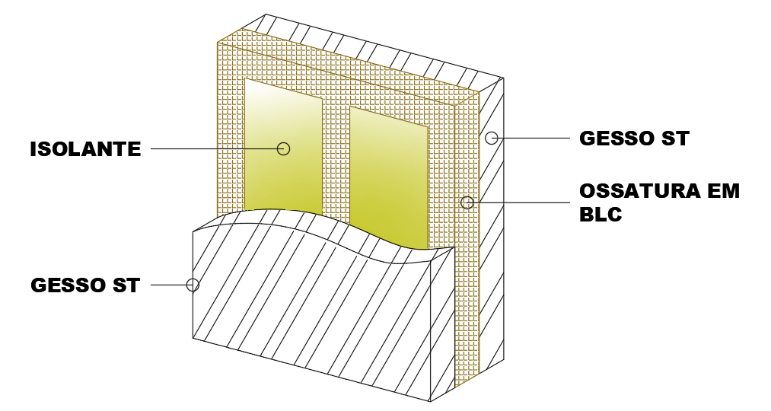 ISOLANTE
GESSO ST
GESSO ST
OSSATURA EM
BLC